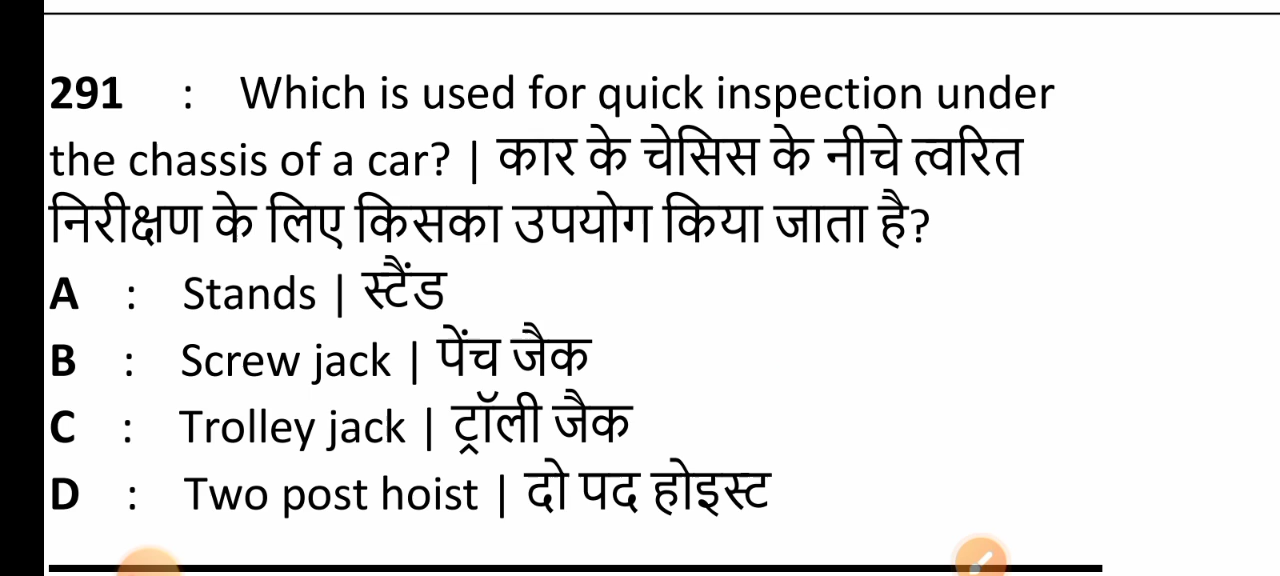 291 : Which is used for quick inspection under
the chassis of a car? | कार के चेसिस के नीचे त्वरित
निरीक्षण के लिए किसका उपयोग किया जाता है?
A : Stands | स्टैंड
B : Screw jack | पेंच जैक
C : Trolley jack | ट्रॉली जैक
D : Two post hoist | दो पद होइस्ट